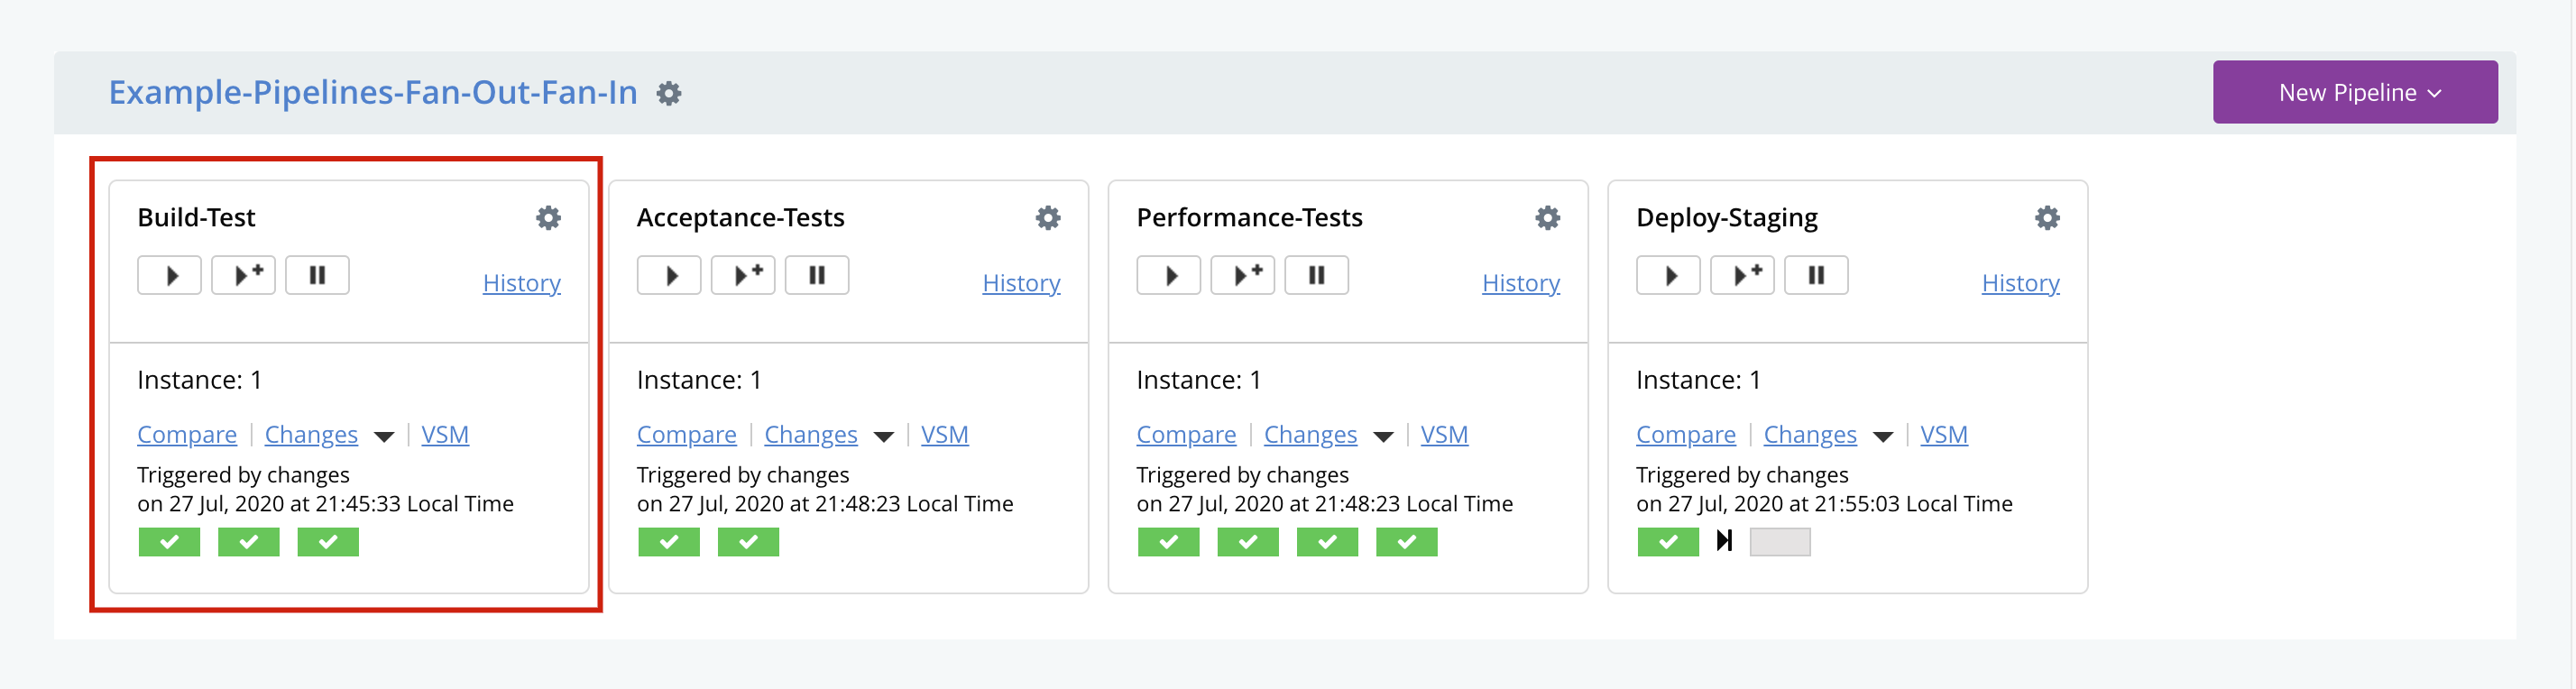 Example-Pipelines-Fan-Out-Fan-In
New Pipeline
Build-Test
History
Instance: 1
Compare | Changes | VSM
Triggered by changes
on 27 Jul, 2020 at 21:45:33 Local Time
Acceptance-Tests
History
Instance: 1
Compare | Changes | VSM
Triggered by changes
on 27 Jul, 2020 at 21:48:23 Local Time
Performance-Tests
History
Instance: 1
Compare | Changes | VSM
Triggered by changes
on 27 Jul, 2020 at 21:48:23 Local Time
Deploy-Staging
History
Instance: 1
Compare | Changes | VSM
Triggered by changes
on 27 Jul, 2020 at 21:55:03 Local Time